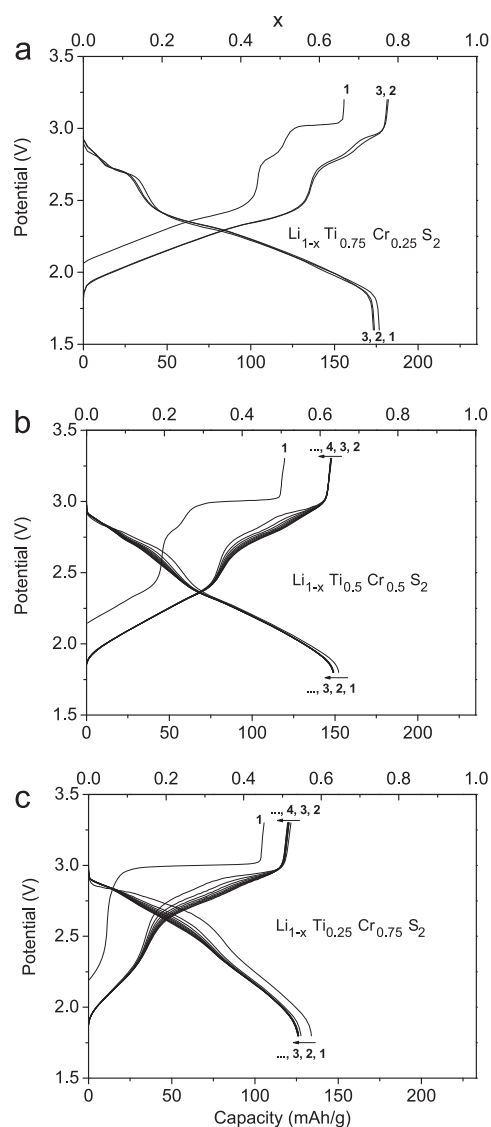 x
0.0 0.2 0.4 0.6 0.8 1.0
a
3.5
3.0
2.5
2.0
1.5
Potential (V)
1
3, 2
Li1-x Ti0.75 Cr0.25 S2
3, 2, 1
0 50 100 150 200
0.0 0.2 0.4 0.6 0.8 1.0
b
3.5
3.0
2.5
2.0
1.5
Potential (V)
1
..., 4, 3, 2
Li1-x Ti0.5 Cr0.5 S2
..., 3, 2, 1
0 50 100 150 200
0.0 0.2 0.4 0.6 0.8 1.0
c
3.5
3.0
2.5
2.0
1.5
Potential (V)
1
..., 4, 3, 2
Li1-x Ti0.25 Cr0.75 S2
..., 3, 2, 1
0 50 100 150 200
Capacity (mAh/g)